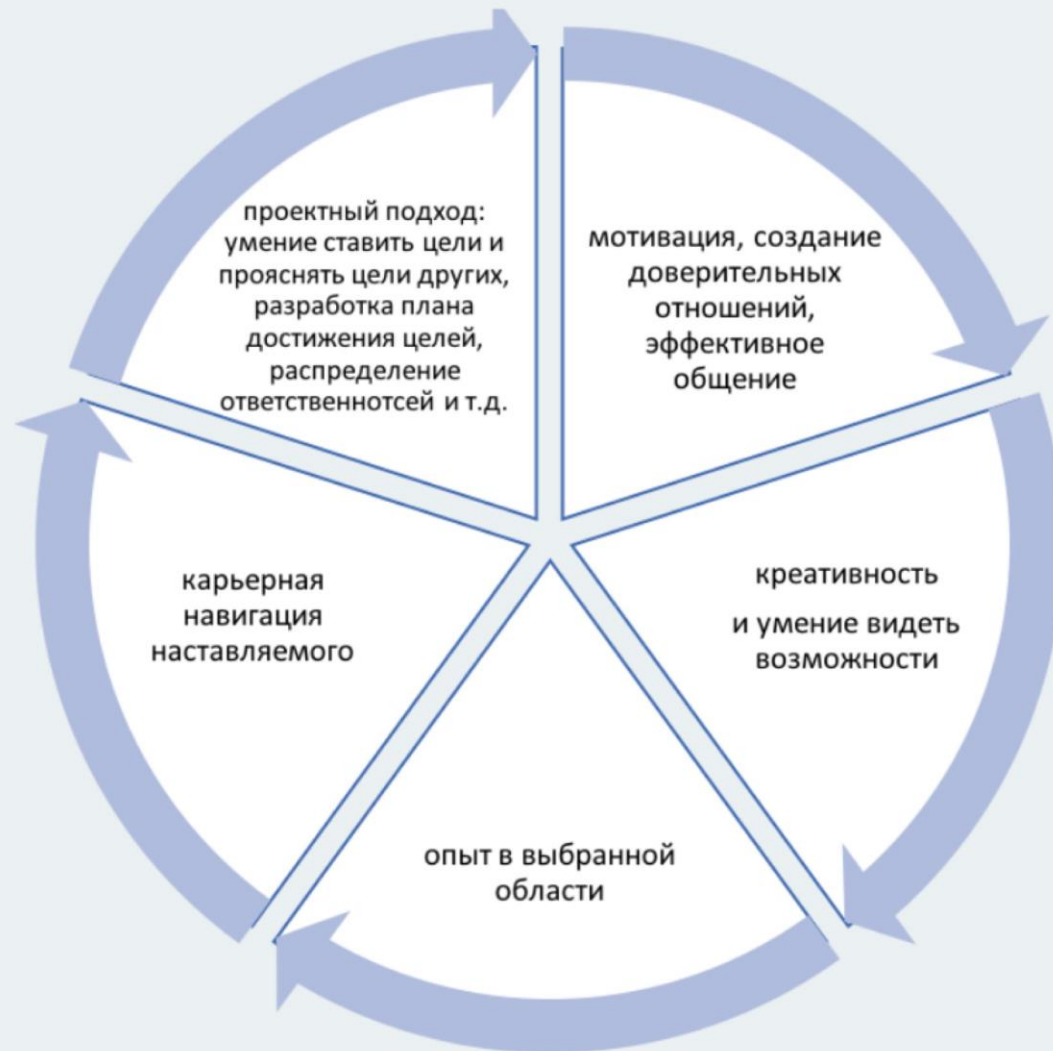 проектный подход:
умение ставить цели и
прояснять цели других,
разработка плана
достижения целей,
распределение
ответственнотсей и т.д.
мотивация, создание
доверительных
отношений,
эффективное
общение
креативность
и умение видеть
возможности
опыт в выбранной
области
карьерная
навигация
наставляемого